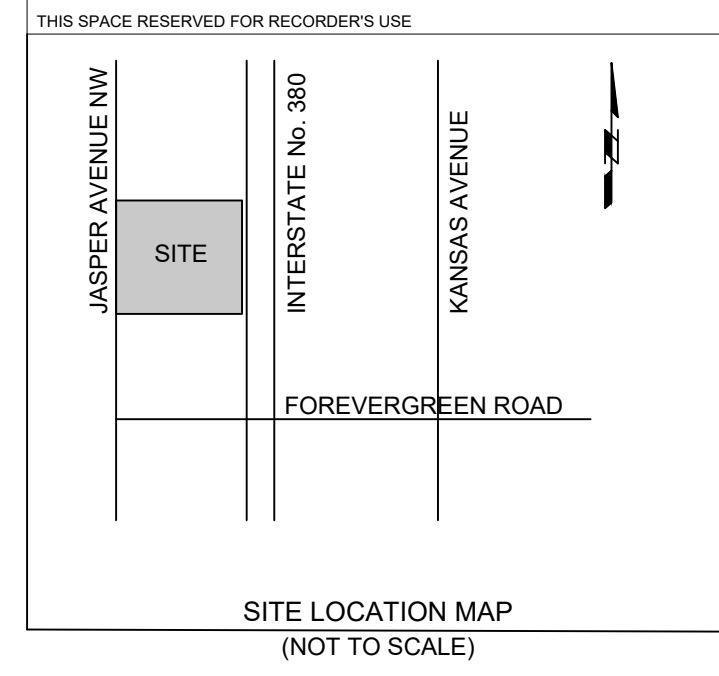 THIS SPACE RESERVED FOR RECORDER'S USE
JASPER AVENUE NW
INTERSTATE No. 380
KANSAS AVENUE
N
SITE
FOREVERGREEN ROAD
SITE LOCATION MAP
(NOT TO SCALE)